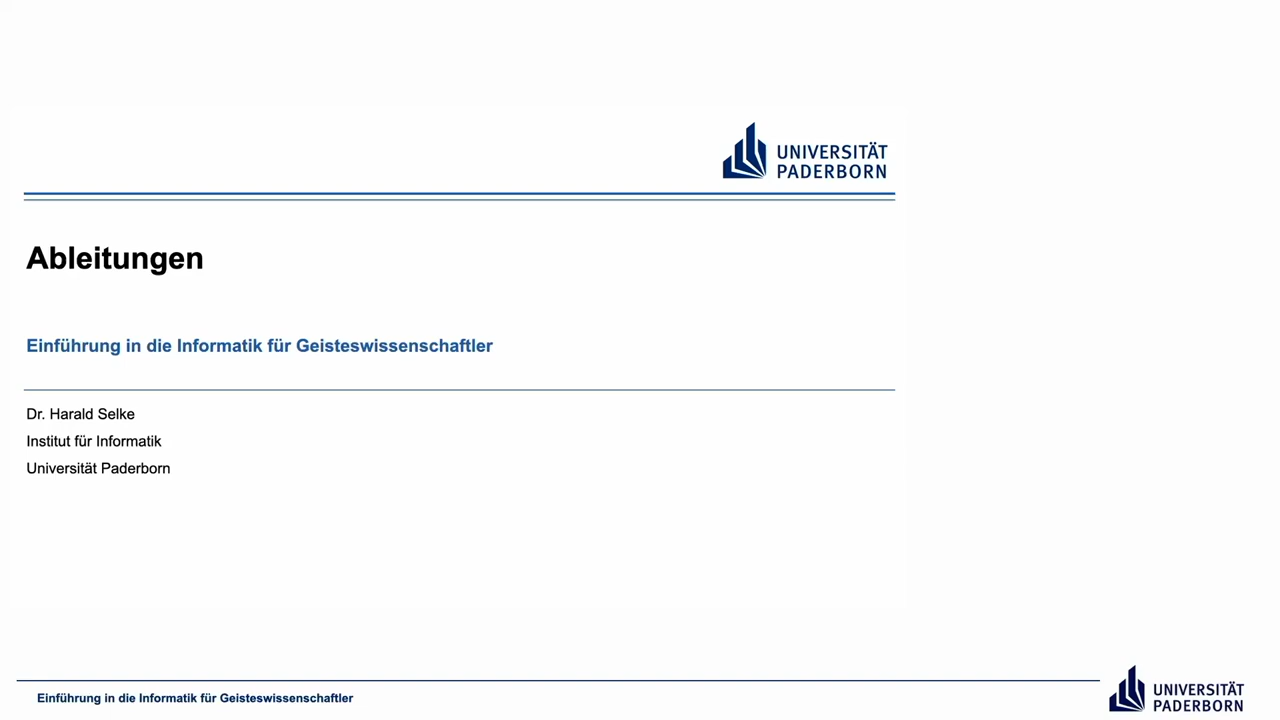 UNIVERSITÄT
PADERBORN
Ableitungen
Einführung in die Informatik für Geisteswissenschaftler
Dr. Harald Selke
Institut für Informatik
Universität Paderborn
Einführung in die Informatik für Geisteswissenschaftler
UNIVERSITÄT
PADERBORN